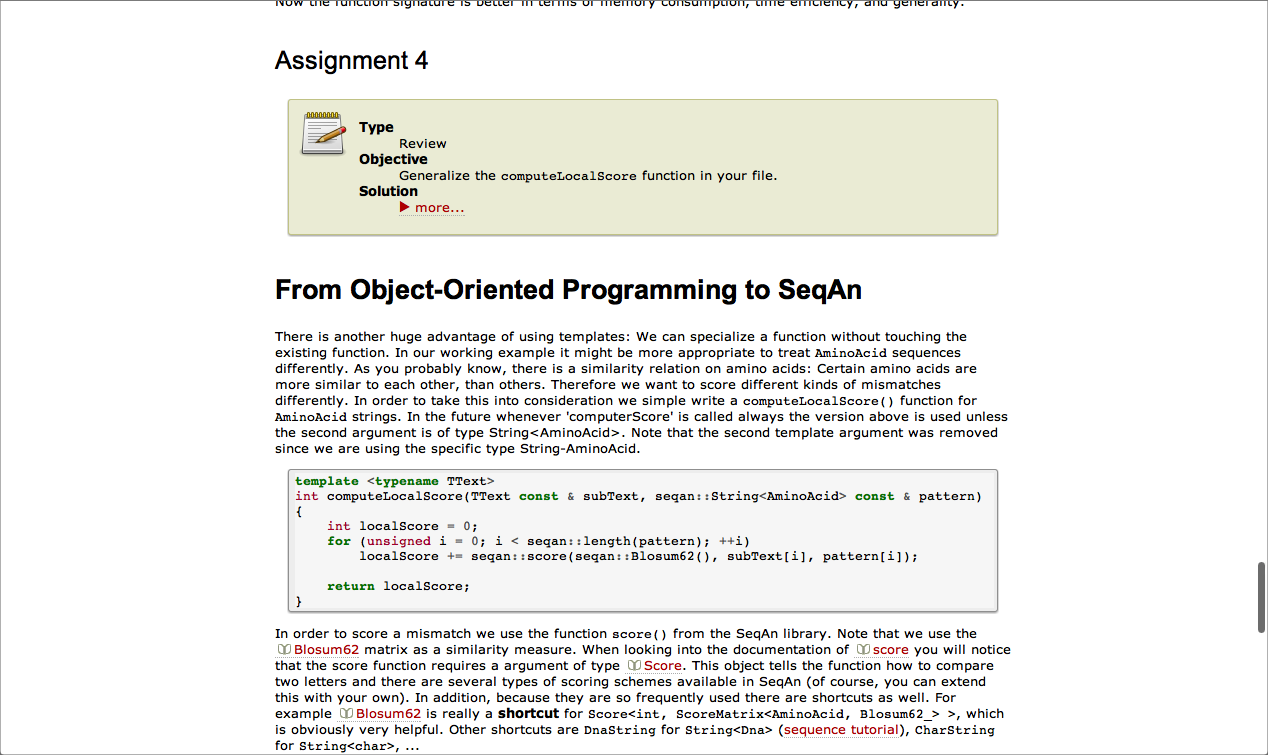 Now the function signature is better in terms of memory consumption, time efficiency, and generality.
Assignment 4
Type
Review
Objective
Generalize the computeLocalScore function in your file.
Solution
▶ more...
From Object-Oriented Programming to SeqAn
There is another huge advantage of using templates: We can specialize a function without touching the
existing function. In our working example it might be more appropriate to treat AminoAcid sequences
differently. As you probably know, there is a similarity relation on amino acids: Certain amino acids are
more similar to each other, than others. Therefore we want to score different kinds of mismatches
differently. In order to take this into consideration we simple write a computeLocalScore() function for
AminoAcid strings. In the future whenever 'computerScore' is called always the version above is used unless
the second argument is of type String<AminoAcid>. Note that the second template argument was removed
since we are using the specific type String-AminoAcid.
template <typename TText>
int computeLocalScore(TText const & subText, seqan::String<AminoAcid> const & pattern)
{
    int localScore = 0;
    for (unsigned i = 0; i < seqan::length(pattern); ++i)
        localScore += seqan::score(seqan::Blosum62(), subText[i], pattern[i]);
    return localScore;
}
In order to score a mismatch we use the function score() from the SeqAn library. Note that we use the
Blosum62 matrix as a similarity measure. When looking into the documentation of score you will notice
that the score function requires a argument of type Score. This object tells the function how to compare
two letters and there are several types of scoring schemes available in SeqAn (of course, you can extend
this with your own). In addition, because they are so frequently used there are shortcuts as well. For
example Blosum62 is really a shortcut for Score<int, ScoreMatrix<AminoAcid, Blosum62_> >, which
is obviously very helpful. Other shortcuts are DnaString for String<Dna> (sequence tutorial), CharString
for String<char>, ...